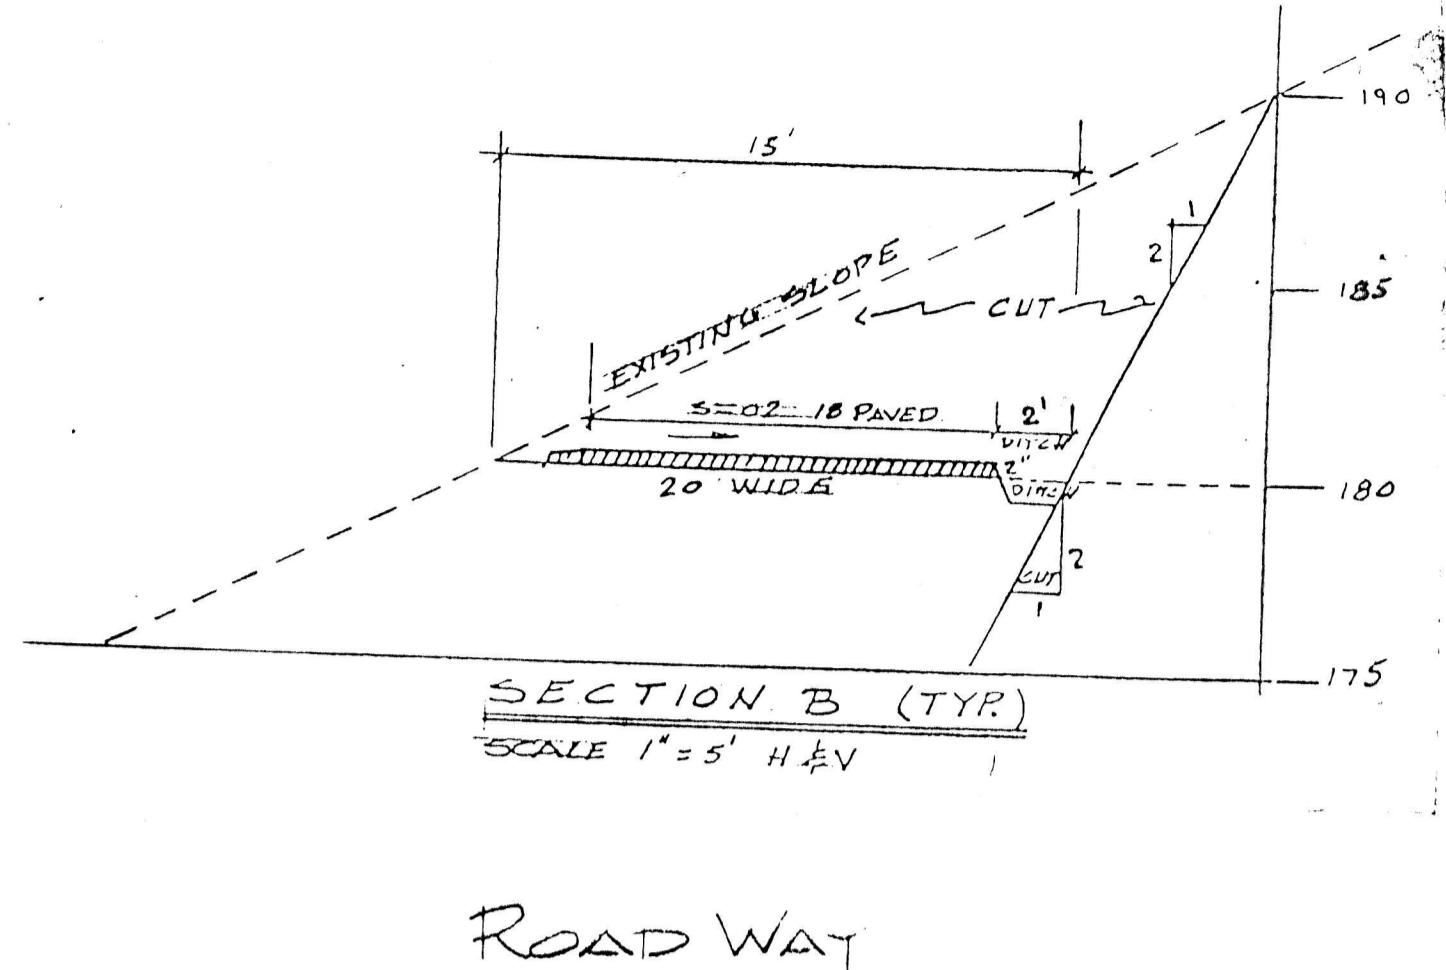 190
15'
1
2
185
EXISTING SLOPE
CUT
S=02 18 PAVED
2'
DITCH
2"
20 WIDE
DITCH
180
2
CUT
1
175
SECTION B (TYP.)
SCALE 1"=5' H & V
ROAD WAY